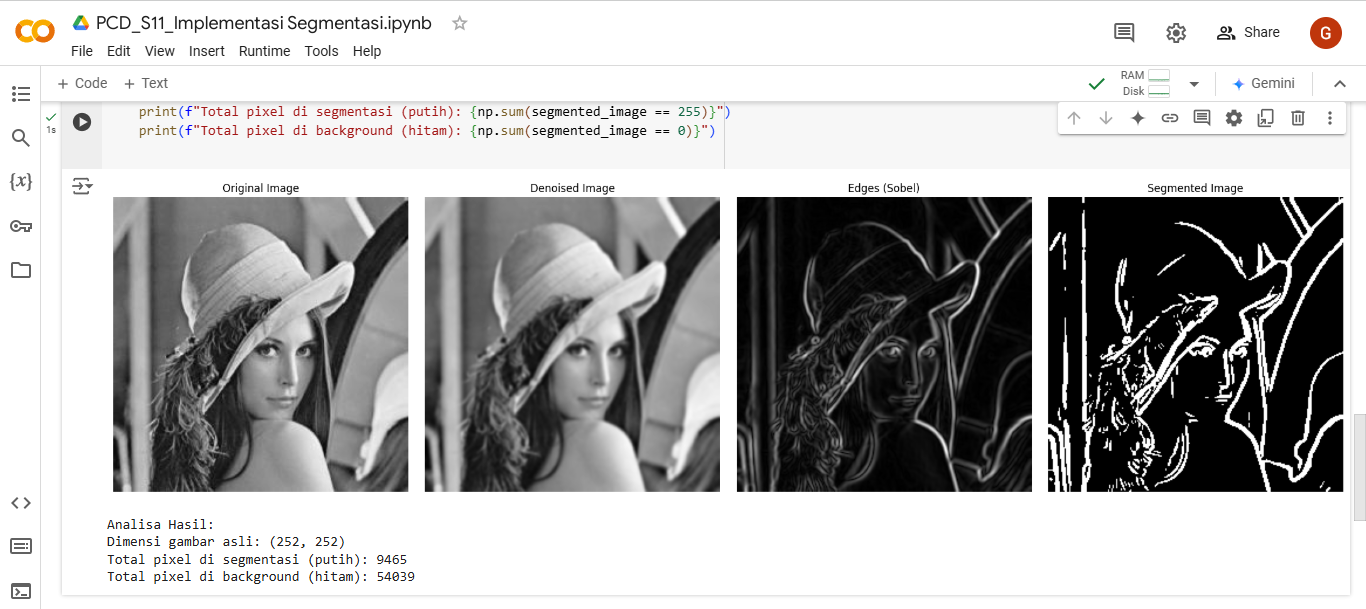 PCD_S11_Implementasi Segmentasi.ipynb
File Edit View Insert Runtime Tools Help
Share
G
+ Code + Text
RAM
Disk
Gemini
1s
print(f"Total pixel di segmentasi (putih): {np.sum(segmented_image == 255)}")
print(f"Total pixel di background (hitam): {np.sum(segmented_image == 0)}")
{x}
Original Image Denoised Image Edges (Sobel) Segmented Image
Analisa Hasil:
Dimensi gambar asli: (252, 252)
Total pixel di segmentasi (putih): 9465
Total pixel di background (hitam): 54039